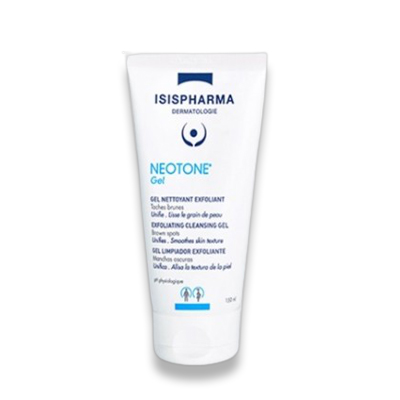 ISISPHARMA
DERMATOLOGIE
NEOTONE®
Gel
GEL NETTOYANT EXFOLIANT
Taches brunes
Unifie . Lisse le grain de peau
EXFOLIATING CLEANSING GEL
Brown spots
Unifies . Smoothes skin texture
GEL LIMPIADOR EXFOLIANTE
Manchas oscuras
Unifica . Alisa la textura de la piel
pH physiologique
100 ml